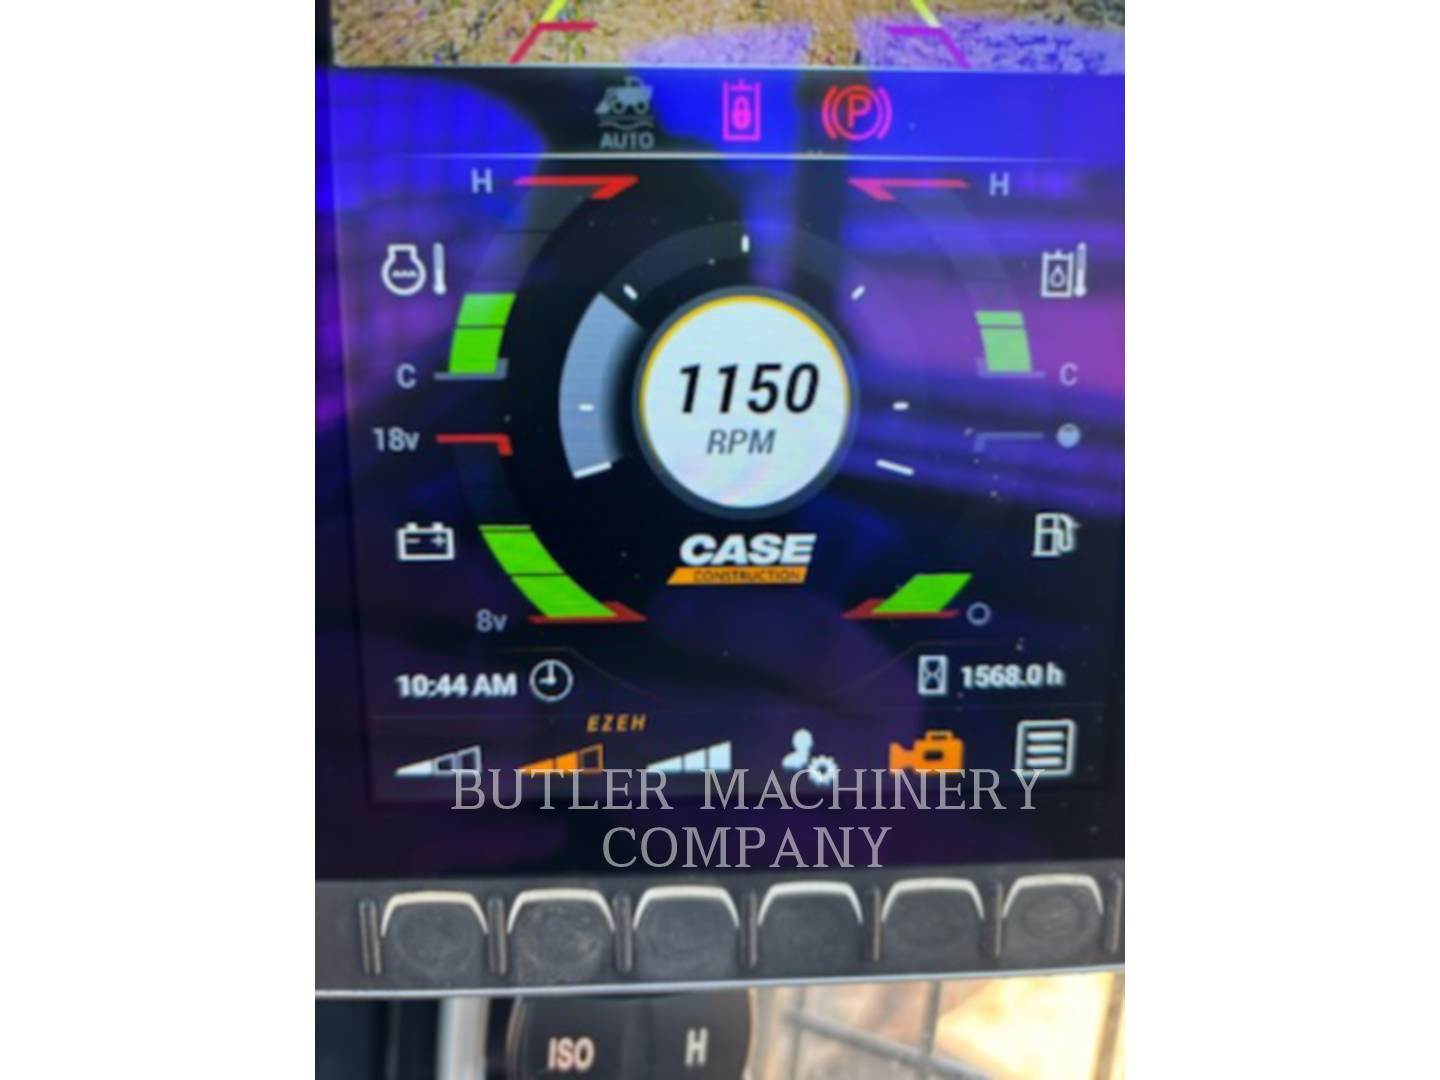 AUTO
P
H
H
C
C
18v
1150
RPM
CASE
CONSTRUCTION
8v
10:44 AM
1568.0 h
EZEH
BUTLER MACHINERY
COMPANY
ISO
H